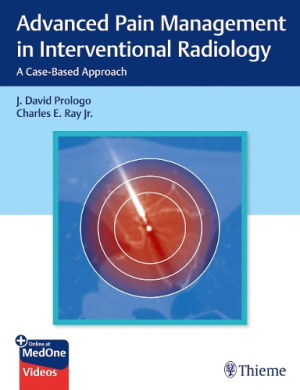 Advanced Pain Management
in Interventional Radiology
A Case-Based Approach
J. David Prologo
Charles E. Ray Jr.
+ Online at
MedOne
Videos
Thieme